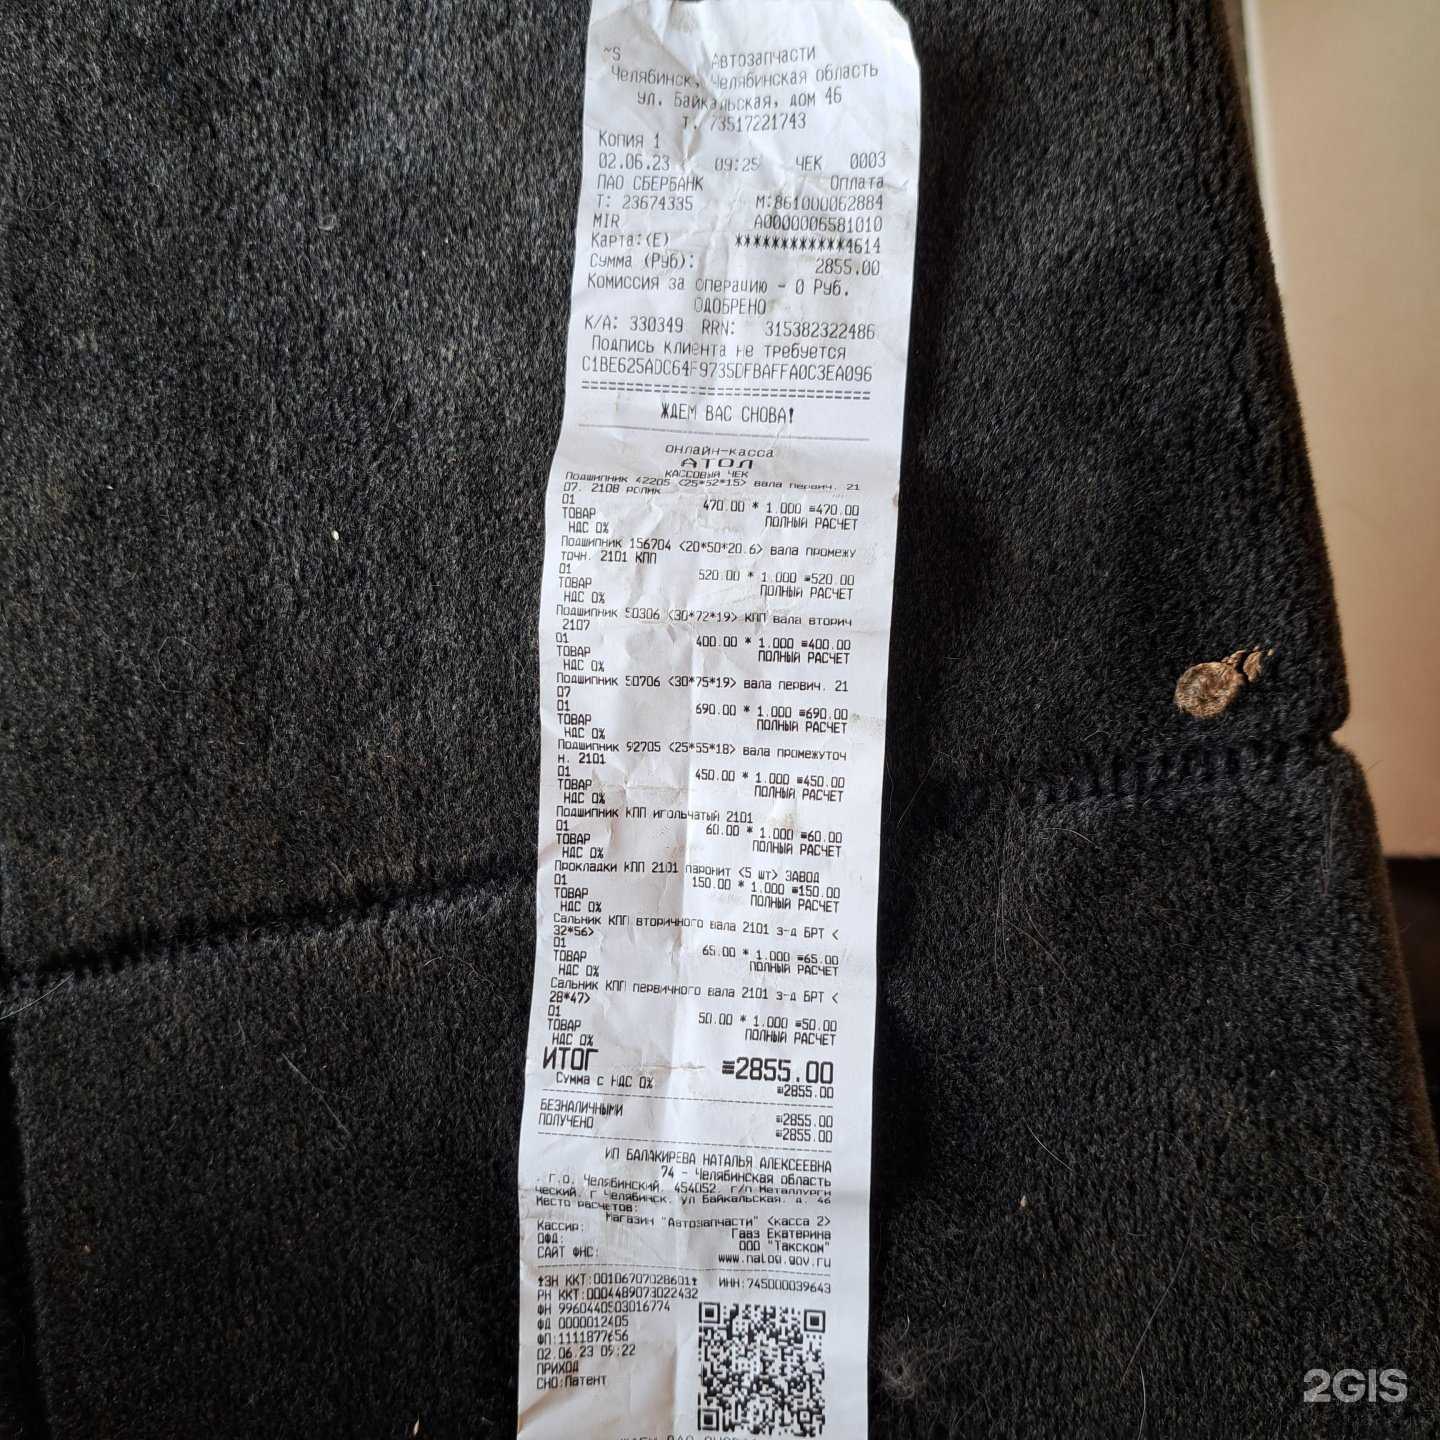 ~S Автозапчасти
Челябинск, Челябинская область
ул. Байкальская, дом 46
Т. 73517221743
Копия 1
02.06.23 09:25 ЧЕК 0003
ПАО СБЕРБАНК Оплата
Т: 23674335 М:861000062884
MIR A0000006581010
Карта:(E) ************4614
Сумма (Руб): 2855.00
Комиссия за операцию - 0 Руб.
ОДОБРЕНО
К/А: 330349 RRN: 315382322486
Подпись клиента не требуется
C1BE625ADC64F9735DFBAFFA0C3EA096
================================
ЖДЕМ ВАС СНОВА!
онлайн-касса
АТОЛ
КАССОВЫЙ ЧЕК
Подшипник 42205 <25*52*15> вала первич. 21
07, 2108 ролик
01 470.00 * 1.000 ≡470.00
ТОВАР ПОЛНЫЙ РАСЧЕТ
НДС 0%
Подшипник 156704 <20*50*20.6> вала промежу
точн. 2101 КПП
01 520.00 * 1.000 ≡520.00
ТОВАР ПОЛНЫЙ РАСЧЕТ
НДС 0%
Подшипник 50306 <30*72*19> КПП вала вторич
2107
01 400.00 * 1.000 ≡400.00
ТОВАР ПОЛНЫЙ РАСЧЕТ
НДС 0%
Подшипник 50706 <30*75*19> вала первич. 21
07
01 690.00 * 1.000 ≡690.00
ТОВАР ПОЛНЫЙ РАСЧЕТ
НДС 0%
Подшипник 92705 <25*55*18> вала промежуточ
н. 2101
01 450.00 * 1.000 ≡450.00
ТОВАР ПОЛНЫЙ РАСЧЕТ
НДС 0%
Подшипник КПП игольчатый 2101
01 60.00 * 1.000 ≡60.00
ТОВАР ПОЛНЫЙ РАСЧЕТ
НДС 0%
Прокладки КПП 2101 паронит <5 шт> ЗАВОД
01 150.00 * 1.000 ≡150.00
ТОВАР ПОЛНЫЙ РАСЧЕТ
НДС 0%
Сальник КПП вторичного вала 2101 з-д БРТ <
32*56>
01 65.00 * 1.000 ≡65.00
ТОВАР ПОЛНЫЙ РАСЧЕТ
НДС 0%
Сальник КПП первичного вала 2101 з-д БРТ <
28*47>
01 50.00 * 1.000 ≡50.00
ТОВАР ПОЛНЫЙ РАСЧЕТ
НДС 0%
ИТОГ ≡2855.00
Сумма с НДС 0% ≡2855.00
БЕЗНАЛИЧНЫМИ ≡2855.00
ПОЛУЧЕНО ≡2855.00
ИП БАЛАКИРЕВА НАТАЛЬЯ АЛЕКСЕЕВНА
74 - Челябинская область
, г.о. Челябинский, 454052, г/п Металлурги
ческий, г Челябинск, ул Байкальская, д. 46
Место расчетов:
Магазин "Автозапчасти" <касса 2>
Кассир: Гааз Екатерина
ОФД: ООО "Такском"
САЙТ ФНС: www.nalog.gov.ru
ЗН ККТ:00106707028601 ИНН:745000039643
РН ККТ:0004489073022432
ФН 9960440503016774
ФД 0000012405
ФП:1111877656
02.06.23 09:22
ПРИХОД
СНО:Патент
2GIS